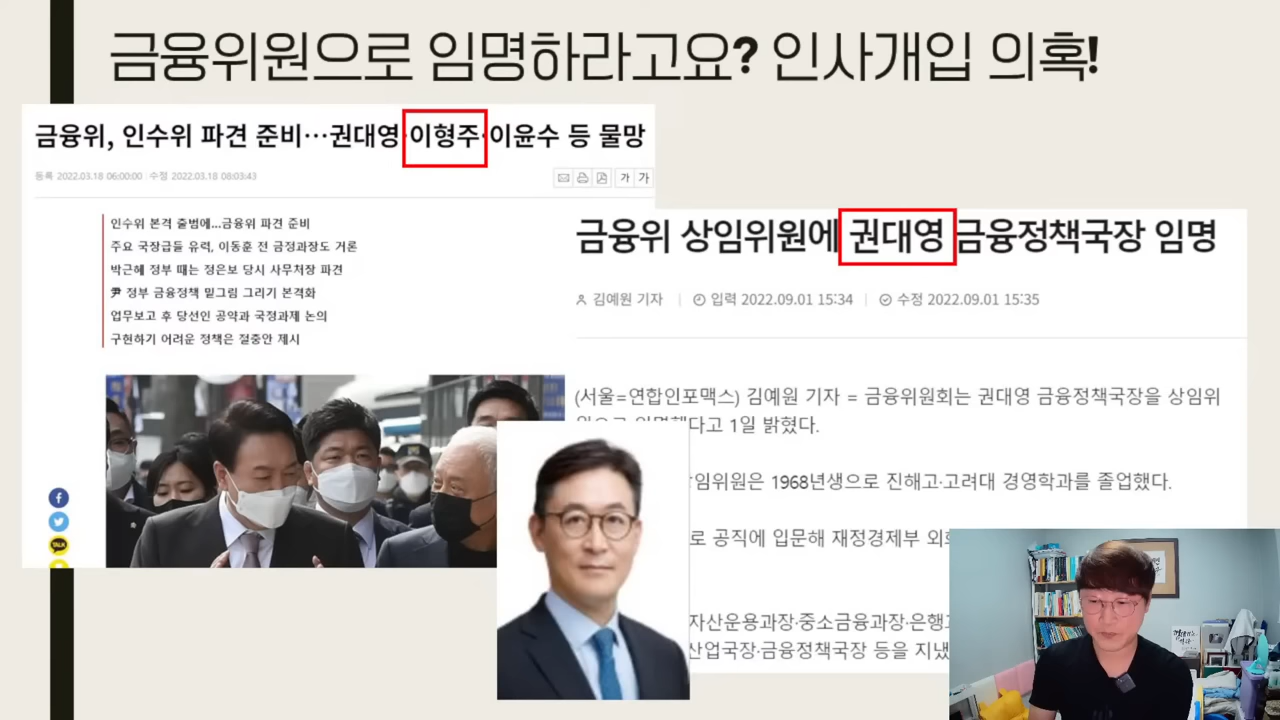 금융위원으로 임명하라고요? 인사개입 의혹!
금융위, 인수위 파견 준비…권대영·이형주·이윤수 등 물망
등록 2022.03.18 06:00:00 수정 2022.03.18 08:03:43
가 가
인수위 본격 출범에...금융위 파견 준비
주요 국장급들 유력, 이동훈 전 금정과장도 거론
박근혜 정부 때는 정은보 당시 사무처장 파견
尹 정부 금융정책 밑그림 그리기 본격화
업무보고 후 당선인 공약과 국정과제 논의
구현하기 어려운 정책은 절충안 제시
TALK
금융위 상임위원에 권대영 금융정책국장 임명
김예원 기자 입력 2022.09.01 15:34 수정 2022.09.01 15:35
(서울=연합인포맥스) 김예원 기자 = 금융위원회는 권대영 금융정책국장을 상임위
다고 1일 밝혔다.
임위원은 1968년생으로 진해고·고려대 경영학과를 졸업했다.
로 공직에 입문해 재정경제부
자산운용과장·중소금융과장·은행
산업국장·금융정책국장 등을 지냈